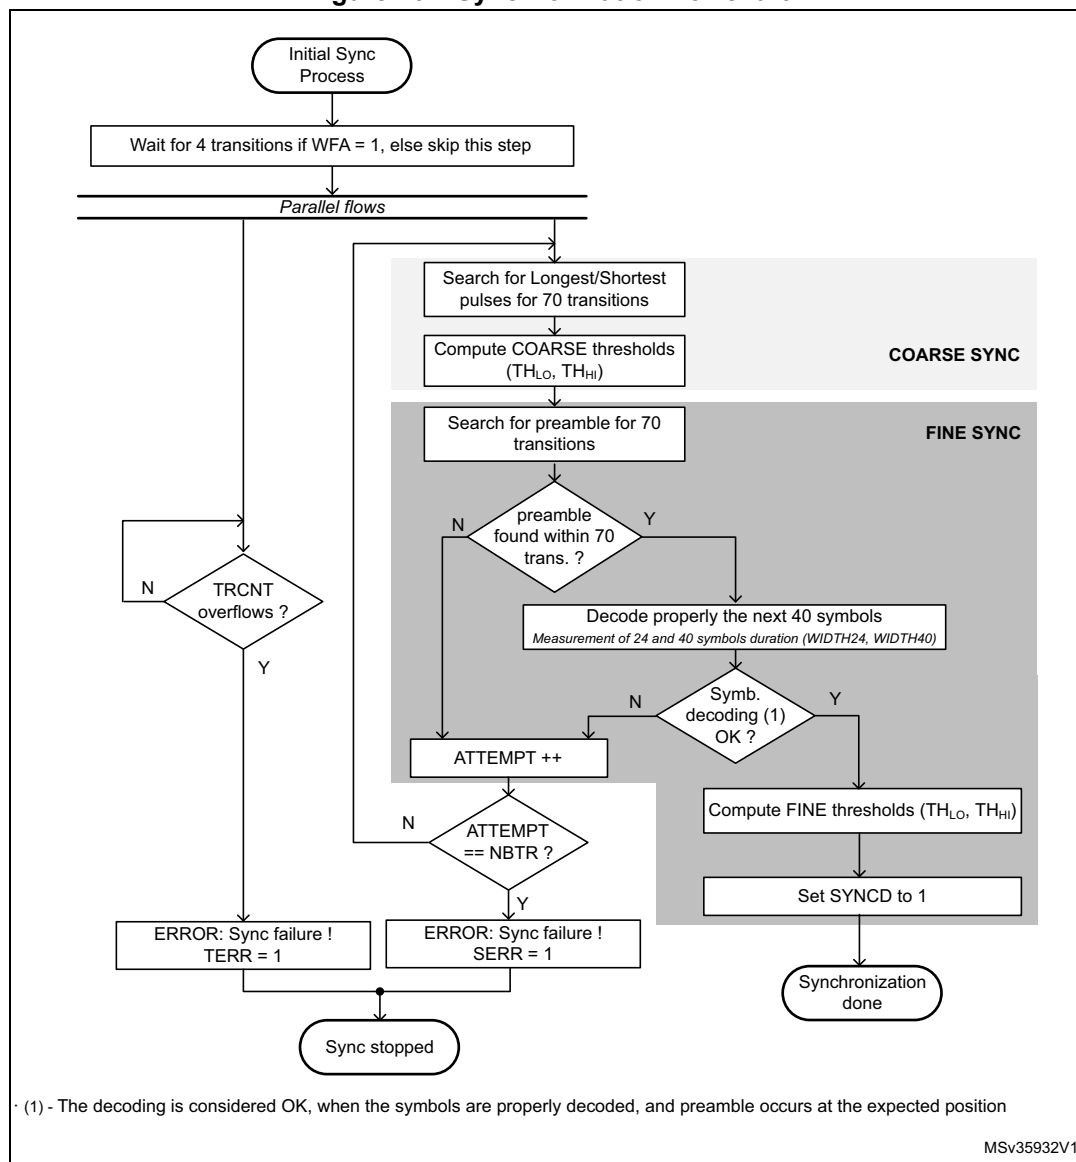 Initial Sync
Process
Wait for 4 transitions if WFA = 1, else skip this step
Parallel flows
Search for Longest/Shortest
pulses for 70 transitions
Compute COARSE thresholds
(THLO, THHI)
COARSE SYNC
Search for preamble for 70
transitions
FINE SYNC
preamble
found within 70
trans. ?
N
Y
TRCNT
overflows ?
N
Y
Decode properly the next 40 symbols
Measurement of 24 and 40 symbols duration (WIDTH24, WIDTH40)
Symb.
decoding (1)
OK ?
N
Y
ATTEMPT ++
Compute FINE thresholds (THLO, THHI)
ATTEMPT
== NBTR ?
N
Y
Set SYNCD to 1
ERROR: Sync failure !
TERR = 1
ERROR: Sync failure !
SERR = 1
Synchronization
done
Sync stopped
(1) - The decoding is considered OK, when the symbols are properly decoded, and preamble occurs at the expected position
MSv35932V1